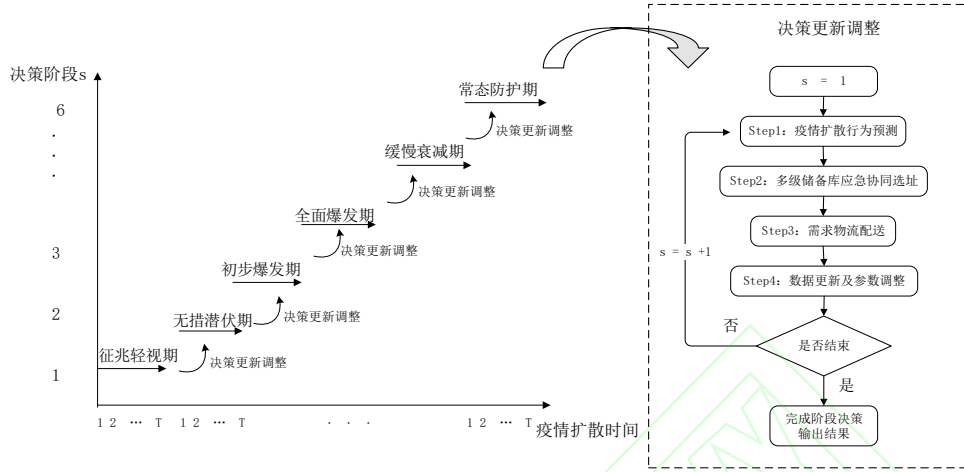 决策阶段s
6
.
.
.
.
3
2
1
常态防护期
决策更新调整
缓慢衰减期
决策更新调整
全面爆发期
决策更新调整
初步爆发期
决策更新调整
无措潜伏期
决策更新调整
征兆轻视期
1 2 … T 1 2 … T . . . 1 2 … T
疫情扩散时间
决策更新调整
s = 1
Step1：疫情扩散行为预测
Step2：多级储备库应急协同选址
Step3：需求物流配送
s = s +1
Step4：数据更新及参数调整
否
是否结束
是
完成阶段决策
输出结果